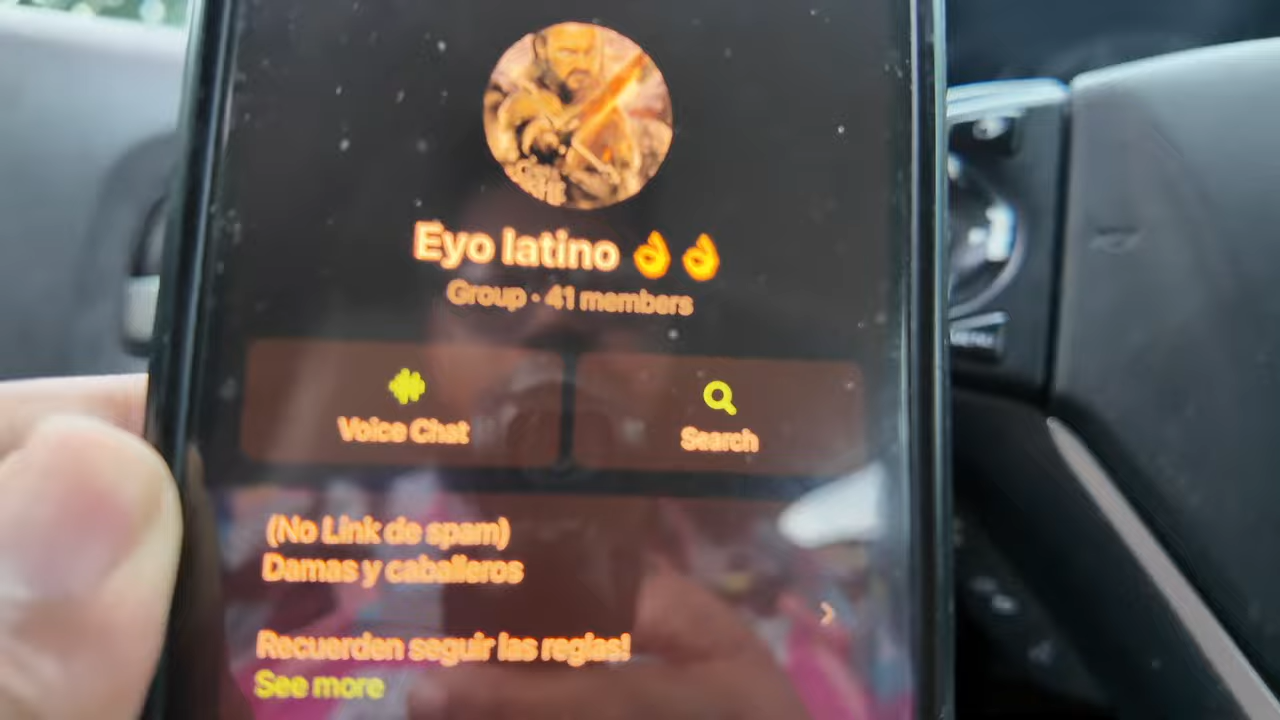 Eyo latino 👌👌
Group · 41 members
Voice Chat
Search
(No Link de spam)
Damas y caballeros
Recuerden seguir las reglas!
See more
MENU